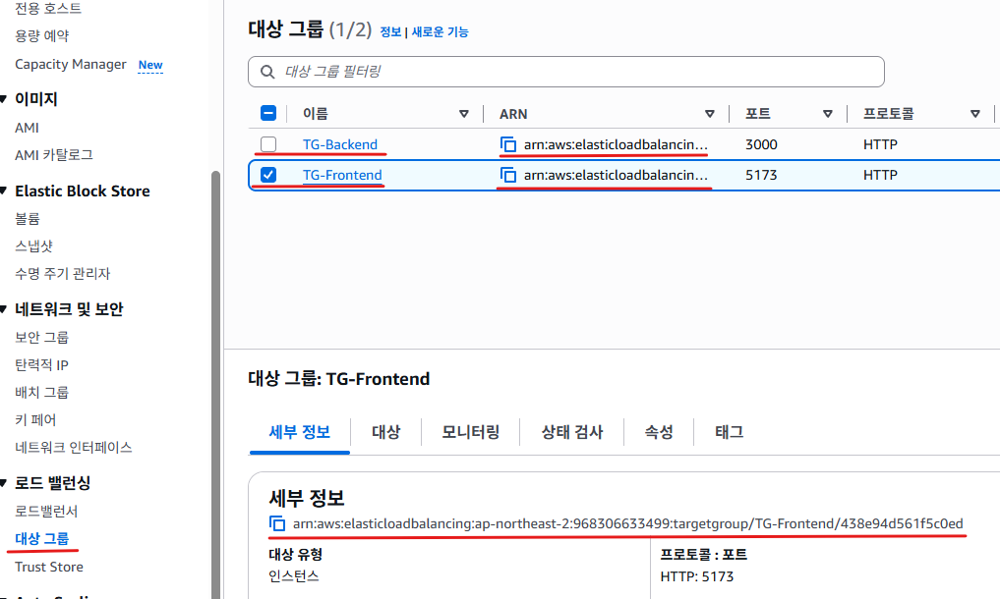 전용 호스트
용량 예약
Capacity Manager New
이미지
AMI
AMI 카탈로그
Elastic Block Store
볼륨
스냅샷
수명 주기 관리자
네트워크 및 보안
보안 그룹
탄력적 IP
배치 그룹
키 페어
네트워크 인터페이스
로드 밸런싱
로드밸런서
대상 그룹
Trust Store
대상 그룹 (1/2) 정보 | 새로운 기능
대상 그룹 필터링
이름 ARN 포트 프로토콜
TG-Backend arn:aws:elasticloadbalancin... 3000 HTTP
TG-Frontend arn:aws:elasticloadbalancin... 5173 HTTP
대상 그룹: TG-Frontend
세부 정보 대상 모니터링 상태 검사 속성 태그
세부 정보
arn:aws:elasticloadbalancing:ap-northeast-2:968306633499:targetgroup/TG-Frontend/438e94d561f5c0ed
대상 유형 프로토콜 : 포트
인스턴스 HTTP: 5173